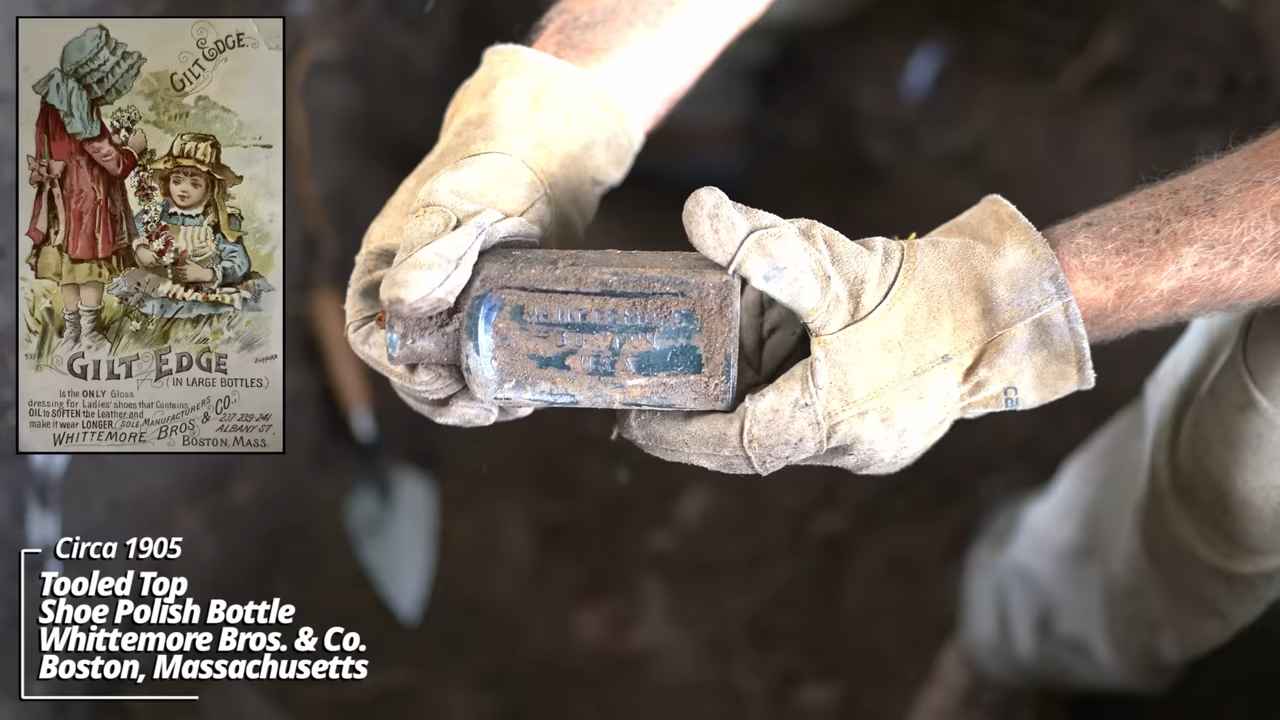 GILT EDGE.
GILT EDGE
(IN LARGE BOTTLES)
Is the ONLY Gloss
dressing for Ladies' shoes that Contains
OIL to SOFTEN the Leather and
make it wear LONGER. SOLE MANUFACTURERS
WHITTEMORE BROS. & CO.
237-239-241
ALBANY ST.
BOSTON, MASS.
Circa 1905
Tooled Top
Shoe Polish Bottle
Whittemore Bros. & Co.
Boston, Massachusetts